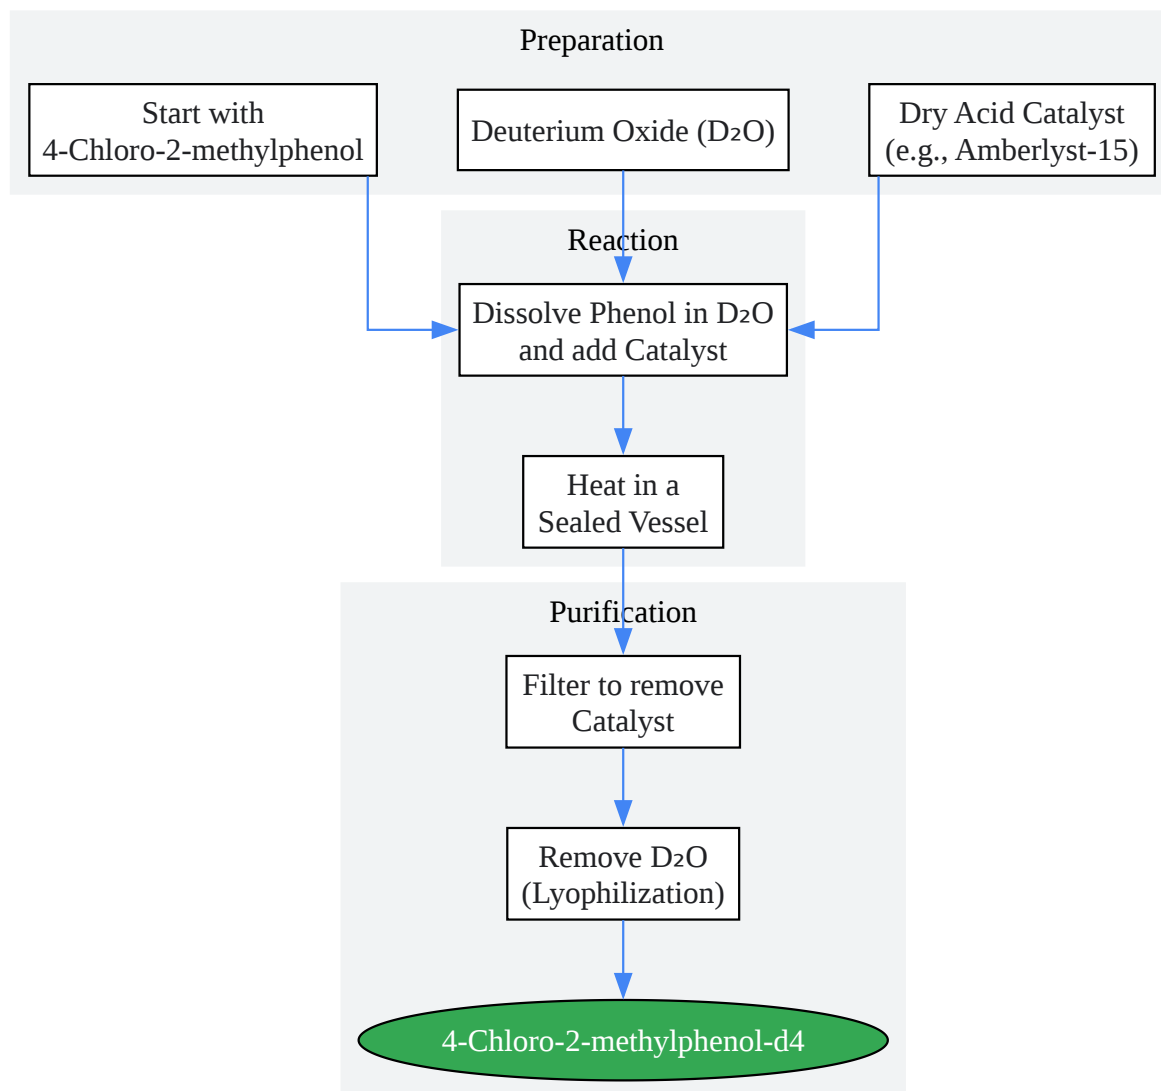 Preparation
Start with
4-Chloro-2-methylphenol
Deuterium Oxide (D₂O)
Dry Acid Catalyst
(e.g., Amberlyst-15)
Reaction
Dissolve Phenol in D₂O
and add Catalyst
Heat in a
Sealed Vessel
Purification
Filter to remove
Catalyst
Remove D₂O
(Lyophilization)
4-Chloro-2-methylphenol-d4